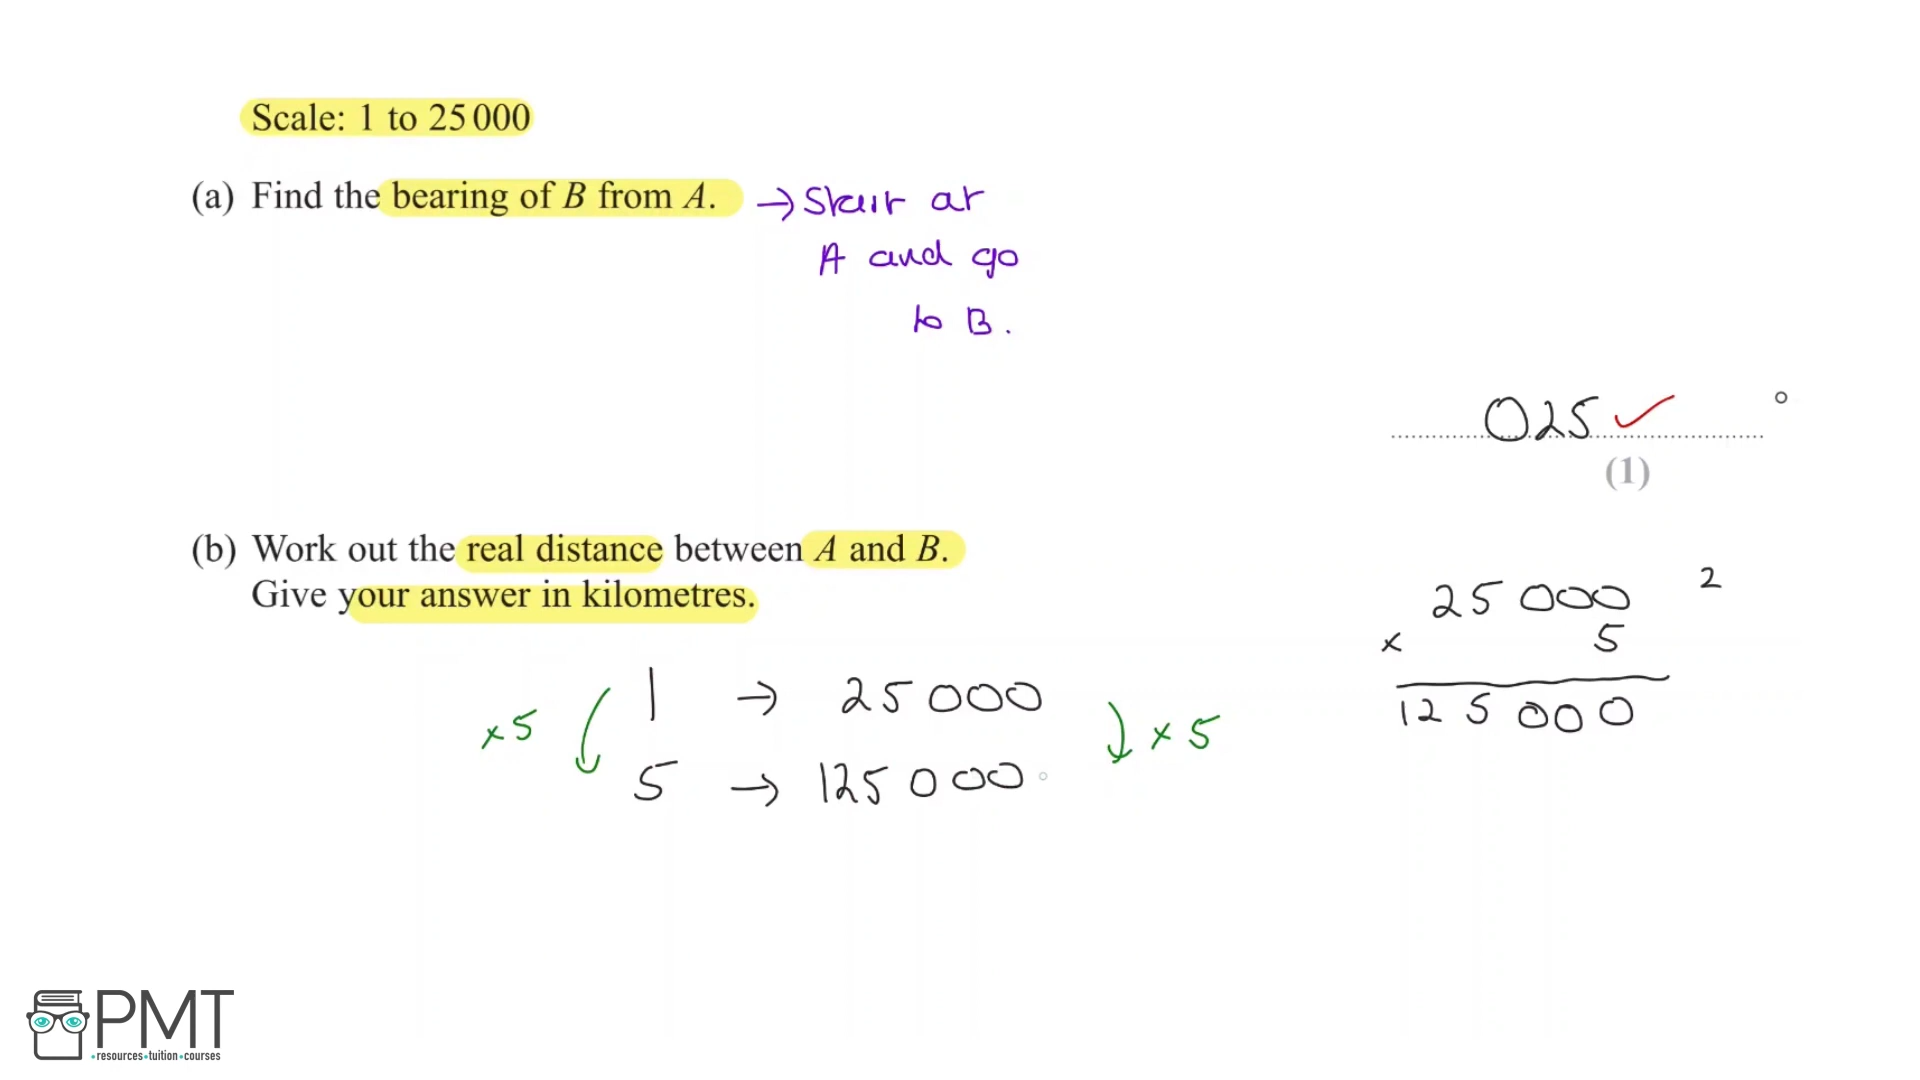 Scale: 1 to 25 000
(a) Find the bearing of B from A. → Start at
A and go
to B.
025 ✓ °
(1)
(b) Work out the real distance between A and B.
Give your answer in kilometres.
25 000 2
× 5
125 000
1 → 25 000
×5 × 5
5 → 125 000
PMT
•resources•tuition•courses